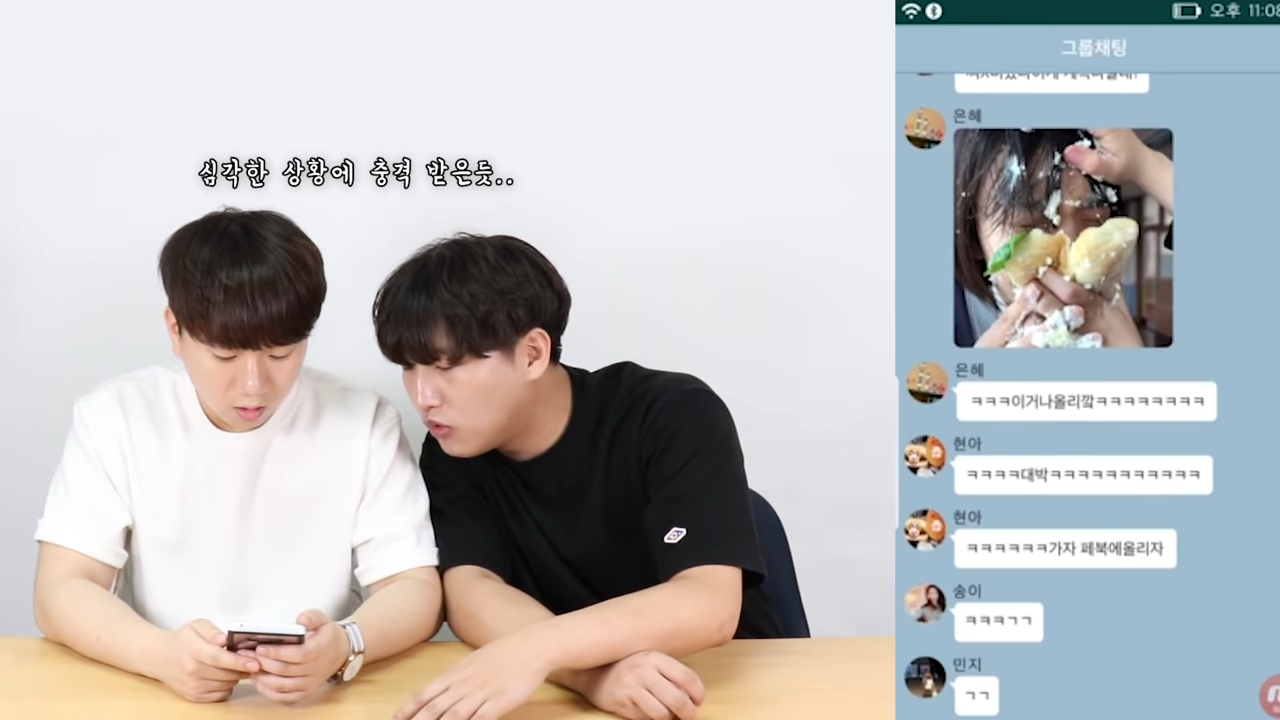 심각한 상황에 충격 받은듯..
오후 11:08
그룹채팅
은혜
은혜
ㅋㅋㅋ이거나올리깤ㅋㅋㅋㅋㅋㅋㅋㅋ
현아
ㅋㅋㅋㅋ대박ㅋㅋㅋㅋㅋㅋㅋㅋㅋㅋㅋ
현아
ㅋㅋㅋㅋㅋㅋ가자 페북에올리자
송이
ㅋㅋㅋㄱㄱ
민지
ㄱㄱ